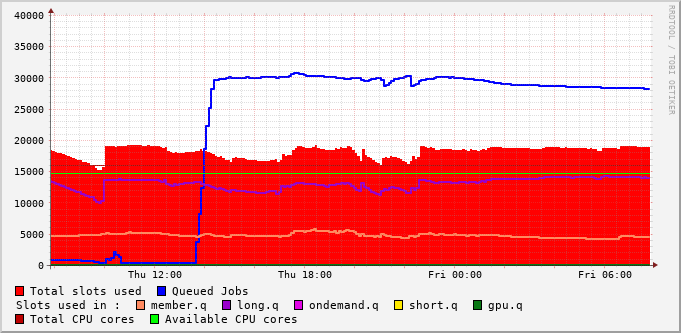 40000
35000
30000
25000
20000
15000
10000
5000
0
Thu 12:00 Thu 18:00 Fri 00:00 Fri 06:00
RRDTOOL / TOBI OETIKER
Total slots used Queued Jobs
Slots used in : member.q long.q ondemand.q short.q gpu.q
Total CPU cores Available CPU cores